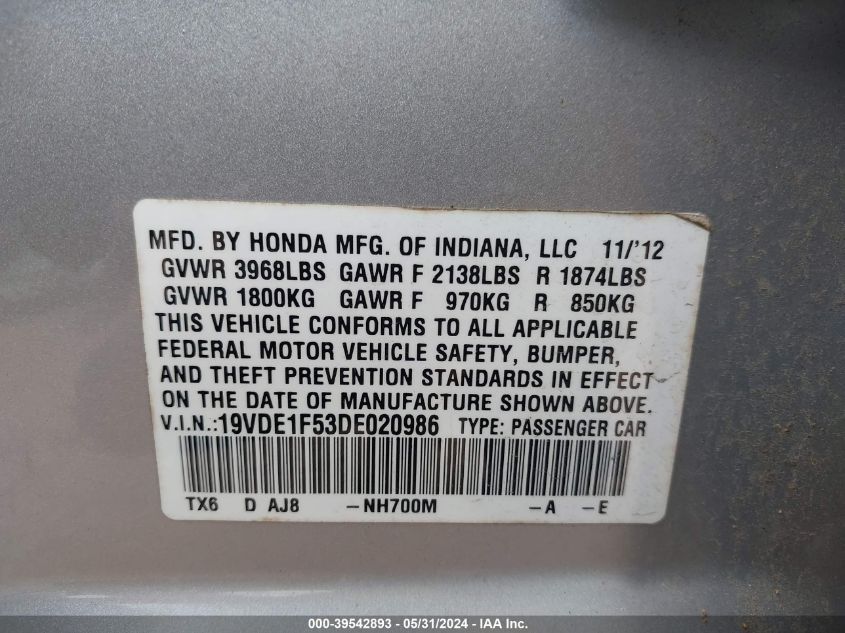 MFD. BY HONDA MFG. OF INDIANA, LLC 11/'12
GVWR 3968LBS GAWR F 2138LBS R 1874LBS
GVWR 1800KG GAWR F 970KG R 850KG
THIS VEHICLE CONFORMS TO ALL APPLICABLE
FEDERAL MOTOR VEHICLE SAFETY, BUMPER,
AND THEFT PREVENTION STANDARDS IN EFFECT
ON THE DATE OF MANUFACTURE SHOWN ABOVE.
V.I.N.:19VDE1F53DE020986 TYPE: PASSENGER CAR
TX6 D AJ8 -NH700M -A -E
000-39542893 - 05/31/2024 - IAA Inc.